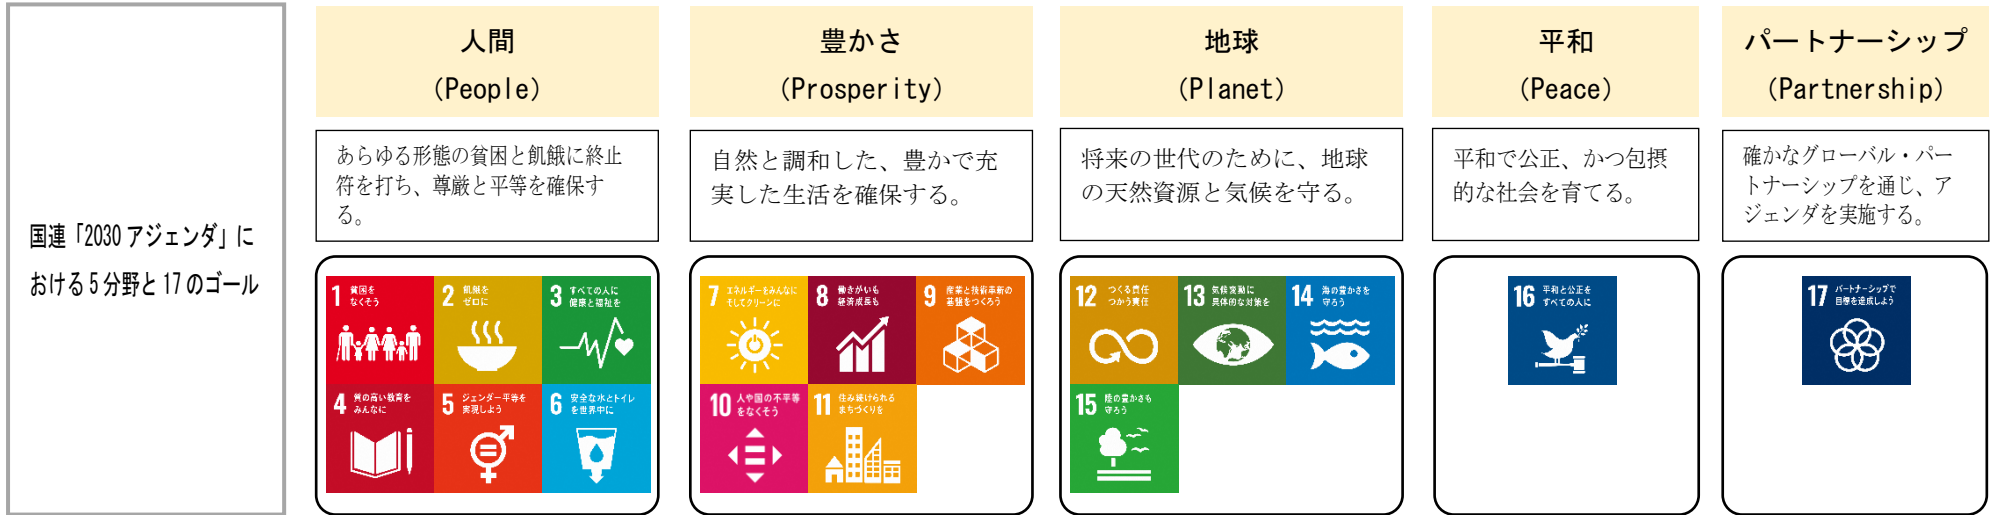 国連「2030アジェンダ」に
おける5分野と17のゴール
人間
(People)
あらゆる形態の貧困と飢餓に終止
符を打ち、尊厳と平等を確保す
る。
1 貧困を
なくそう
2 飢餓を
ゼロに
3 すべての人に
健康と福祉を
4 質の高い教育を
みんなに
5 ジェンダー平等を
実現しよう
6 安全な水とトイレ
を世界中に
豊かさ
(Prosperity)
自然と調和した、豊かで充
実した生活を確保する。
7 エネルギーをみんなに
そしてクリーンに
8 働きがいも
経済成長も
9 産業と技術革新の
基盤をつくろう
10 人や国の不平等
をなくそう
11 住み続けられる
まちづくりを
地球
(Planet)
将来の世代のために、地球
の天然資源と気候を守る。
12 つくる責任
つかう責任
13 気候変動に
具体的な対策を
14 海の豊かさを
守ろう
15 陸の豊かさも
守ろう
平和
(Peace)
平和で公正、かつ包摂
的な社会を育てる。
16 平和と公正を
すべての人に
パートナーシップ
(Partnership)
確かなグローバル・パー
トナーシップを通じ、ア
ジェンダを実施する。
17 パートナーシップで
目標を達成しよう